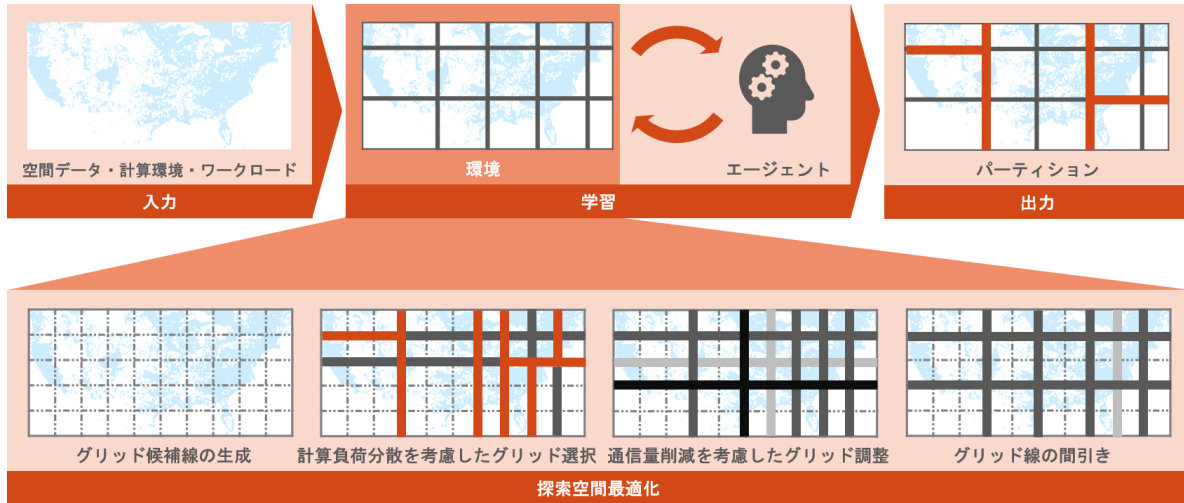 空間データ・計算環境・ワークロード
環境
エージェント
パーティション
入力
学習
出力
グリッド候補線の生成
計算負荷分散を考慮したグリッド選択
通信量削減を考慮したグリッド調整
グリッド線の間引き
探索空間最適化